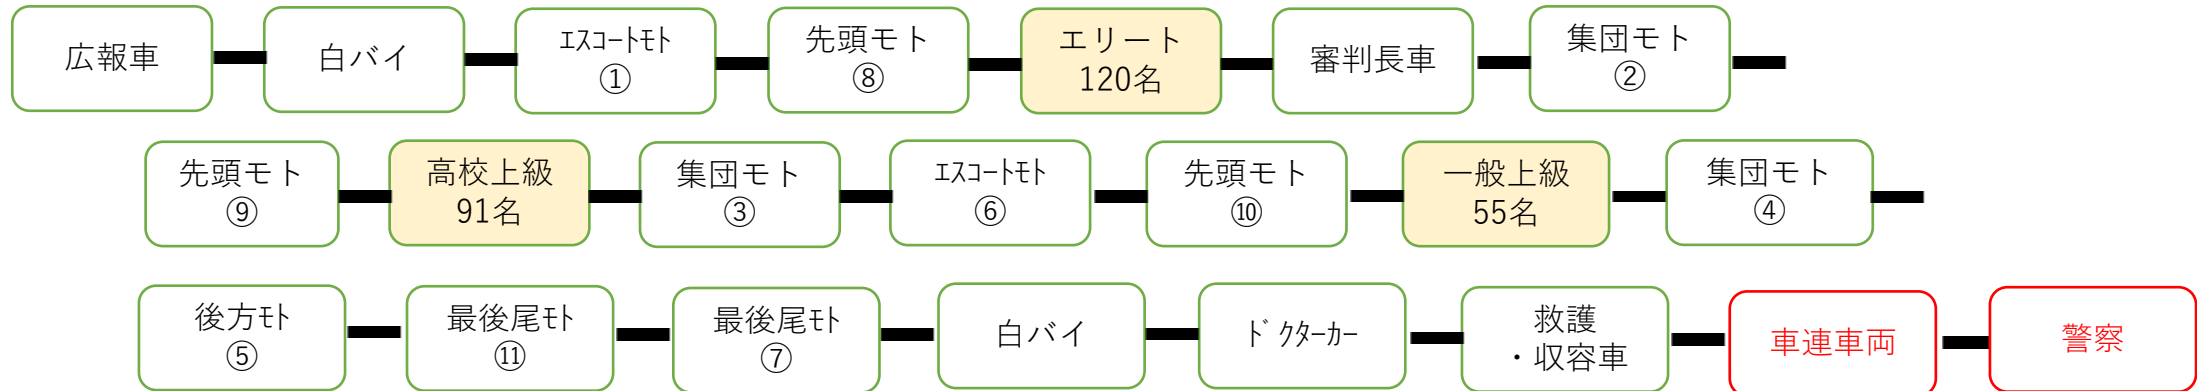 広報車
白バイ
ｴｽｺｰﾄﾓﾄ
①
先頭モト
⑧
エリート
120名
審判長車
集団モト
②
先頭モト
⑨
高校上級
91名
集団モト
③
ｴｽｺｰﾄﾓﾄ
⑥
先頭モト
⑩
一般上級
55名
集団モト
④
後方ﾓﾄ
⑤
最後尾ﾓﾄ
⑪
最後尾ﾓﾄ
⑦
白バイ
ﾄﾞｸﾀｰｶｰ
救護
・収容車
車連車両
警察